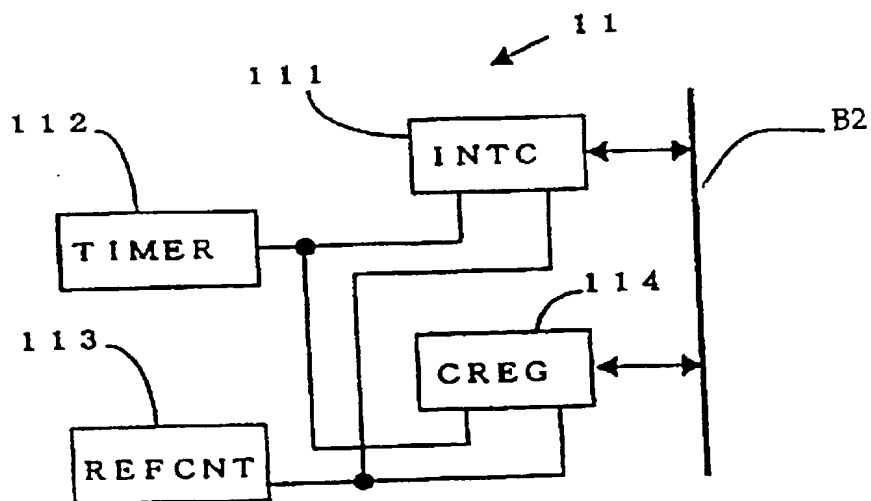 11
111
112
INTC
B2
TIMER
114
113
CREG
REFCNT